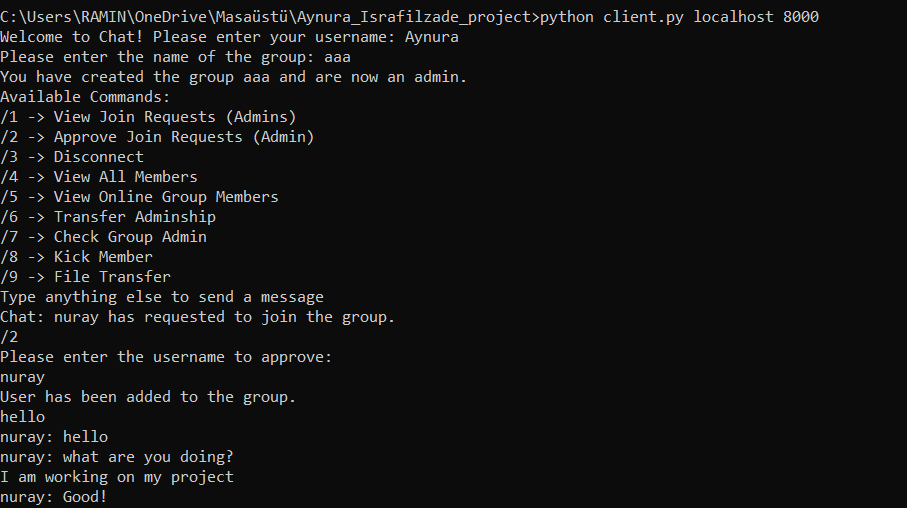 C:\Users\RAMIN\OneDrive\Masaüstü\Aynura_Israfilzade_project>python client.py localhost 8000
Welcome to Chat! Please enter your username: Aynura
Please enter the name of the group: aaa
You have created the group aaa and are now an admin.
Available Commands:
/1 -> View Join Requests (Admins)
/2 -> Approve Join Requests (Admin)
/3 -> Disconnect
/4 -> View All Members
/5 -> View Online Group Members
/6 -> Transfer Adminship
/7 -> Check Group Admin
/8 -> Kick Member
/9 -> File Transfer
Type anything else to send a message
Chat: nuray has requested to join the group.
/2
Please enter the username to approve:
nuray
User has been added to the group.
hello
nuray: hello
nuray: what are you doing?
I am working on my project
nuray: Good!